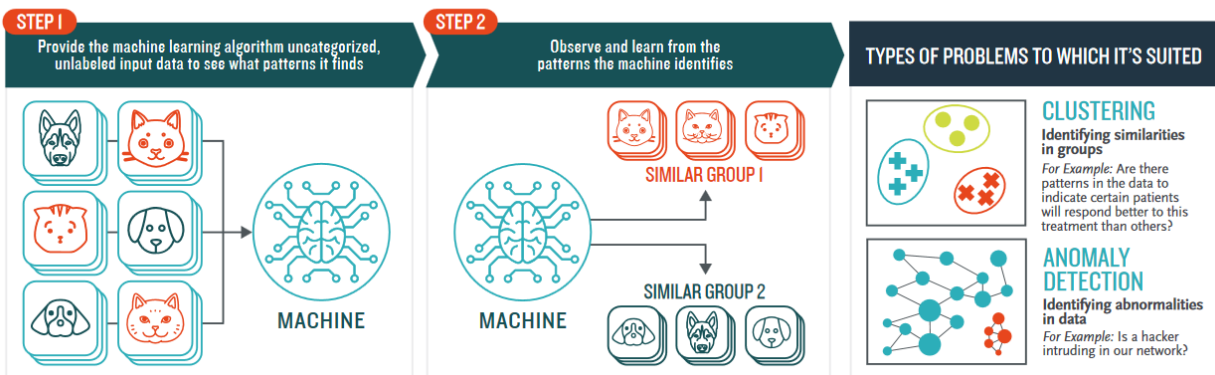 STEP 1
Provide the machine learning algorithm uncategorized,
unlabeled input data to see what patterns it finds
MACHINE
STEP 2
Observe and learn from the
patterns the machine identifies
MACHINE
SIMILAR GROUP 1
SIMILAR GROUP 2
TYPES OF PROBLEMS TO WHICH IT'S SUITED
CLUSTERING
Identifying similarities
in groups
For Example: Are there
patterns in the data to
indicate certain patients
will respond better to this
treatment than others?
ANOMALY
DETECTION
Identifying abnormalities
in data
For Example: Is a hacker
intruding in our network?